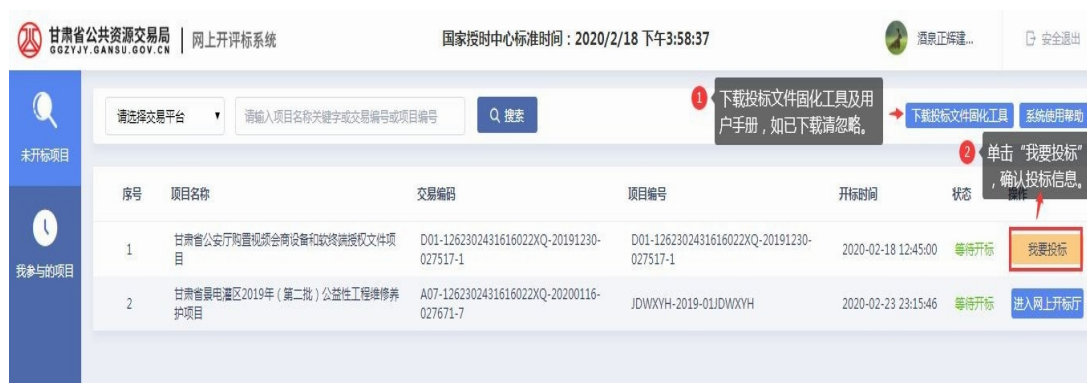 甘肃省公共资源交易局
GGZYJY.GANSU.GOV.CN
网上开评标系统
国家授时中心标准时间：2020/2/18 下午3:58:37
酒泉正辉建...
安全退出
未开标项目
我参与的项目
请选择交易平台
请输入项目名称关键字或交易编号或项目编号
搜索
1
下载投标文件固化工具及用
户手册，如已下载请忽略。
下载投标文件固化工具
系统使用帮助
2
单击“我要投标”
，确认投标信息。
序号
项目名称
交易编码
项目编号
开标时间
状态
操作
1
甘肃省公安厅购置视频会商设备和软终端授权文件项
目
D01-1262302431616022XQ-20191230-
027517-1
D01-1262302431616022XQ-20191230-
027517-1
2020-02-18 12:45:00
等待开标
我要投标
2
甘肃省景电灌区2019年（第二批）公益性工程维修养
护项目
A07-1262302431616022XQ-20200116-
027671-7
JDWXYH-2019-01JDWXYH
2020-02-23 23:15:46
等待开标
进入网上开标厅